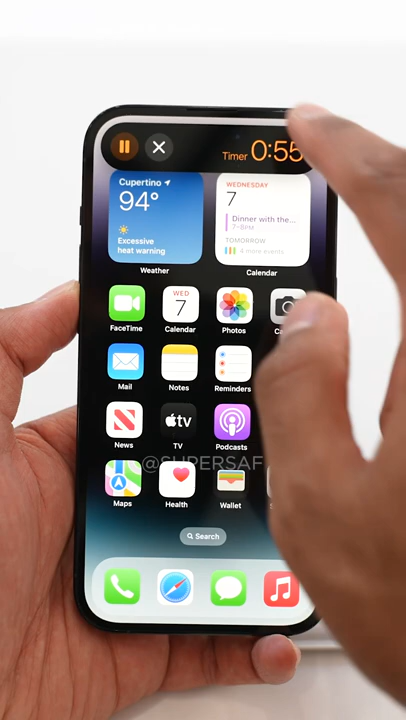 Timer 0:55
Cupertino
94°
Excessive
heat warning
Weather
WEDNESDAY
7
Dinner with the...
7–8PM
TOMORROW
4 more events
Calendar
FaceTime
WED
7
Calendar
Photos
Mail
Notes
Reminders
News
tv
TV
Podcasts
@SUPERSAF
Maps
Health
Wallet
Search